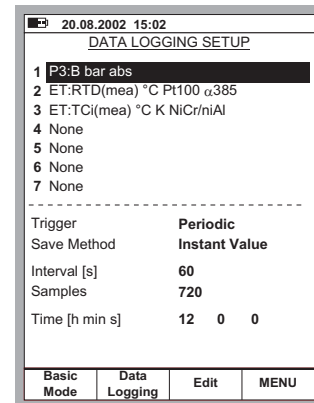 20.08.2002 15:02
DATA LOGGING SETUP
1 P3:B bar abs
2 ET:RTD(mea) °C Pt100 α385
3 ET:TCi(mea) °C K NiCr/niAl
4 None
5 None
6 None
7 None
Trigger Periodic
Save Method Instant Value
Interval [s] 60
Samples 720
Time [h min s] 12 0 0
Basic Mode Data Logging Edit MENU